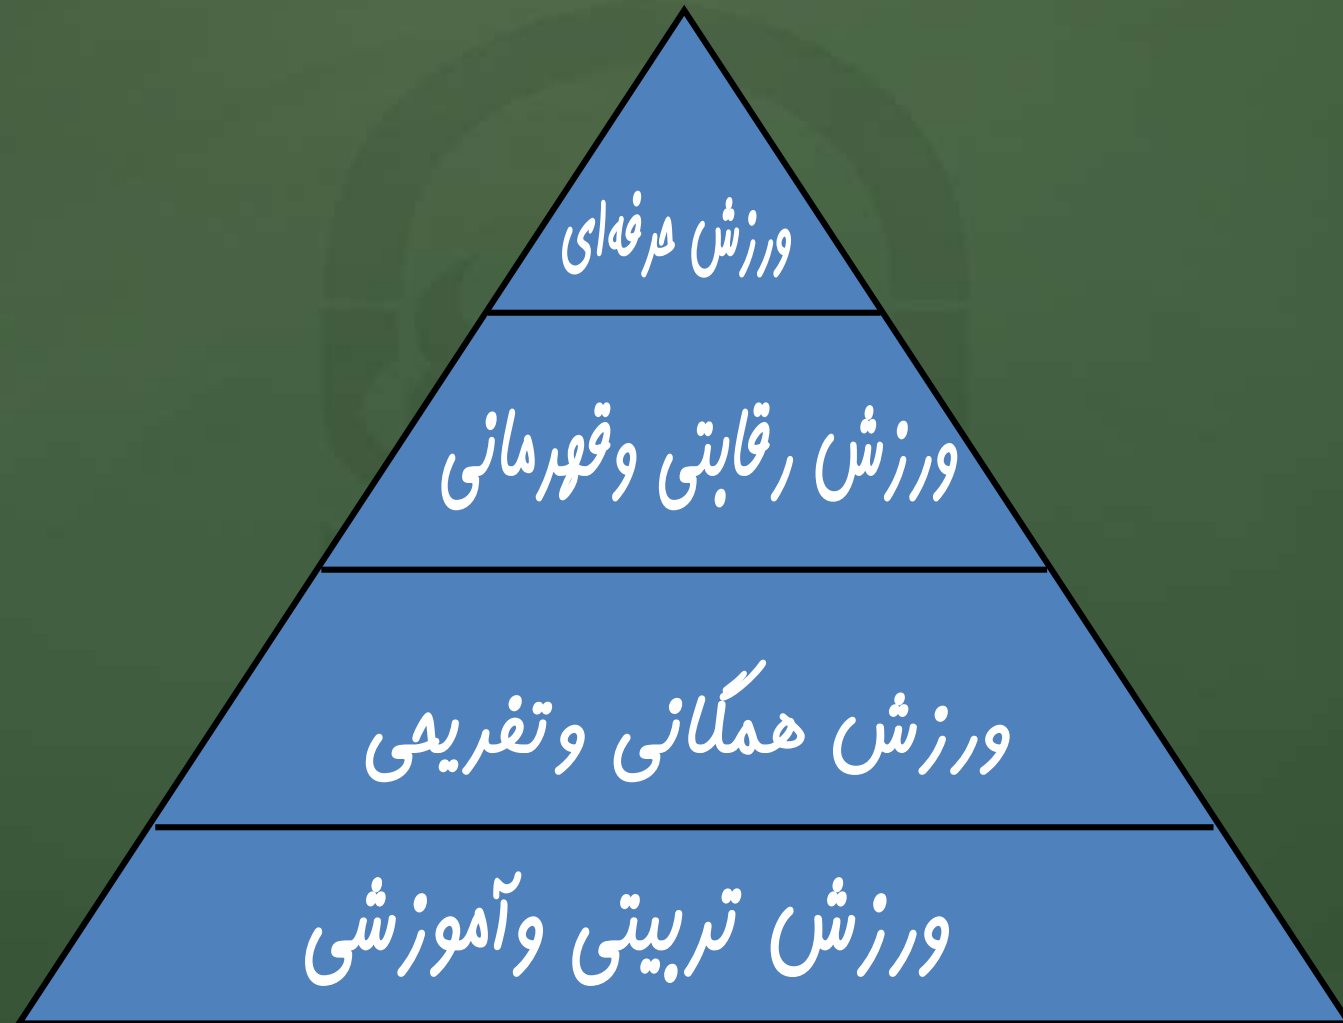 ورزش حرفه‌ای
ورزش رقابتی وقهرمانی
ورزش همگانی وتفریحی
ورزش تربیتی وآموزشی